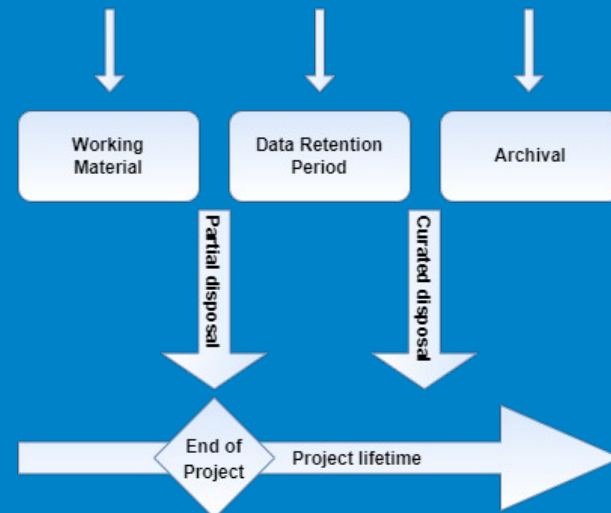 Working
Material
Data Retention
Period
Archival
Partial disposal
Curated disposal
End of
Project
Project lifetime